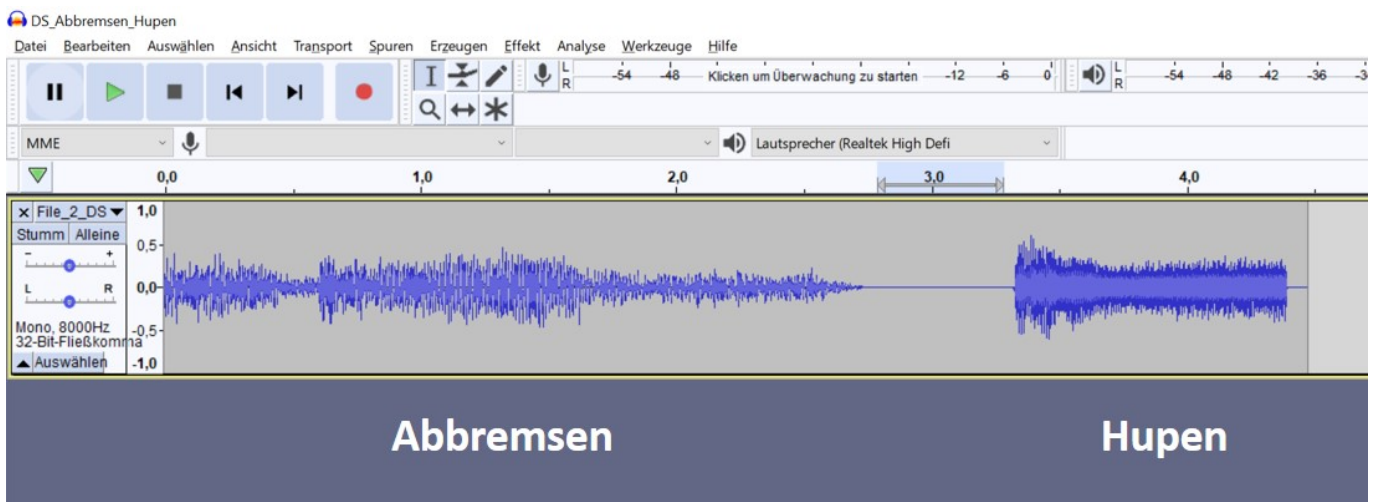 DS_Abbremsen_Hupen
Datei Bearbeiten Auswählen Ansicht Transport Spuren Erzeugen Effekt Analyse Werkzeuge Hilfe
L R -54 -48 Klicken um Überwachung zu starten -12 -6 0 L R -54 -48 -42 -36 -3
MME Lautsprecher (Realtek High Defi
0,0 1,0 2,0 3,0 4,0
× File_2_DS 1,0
Stumm Alleine
0,5
- +
L R 0,0
Mono, 8000Hz -0,5
32-Bit-Fließkomma
Auswählen -1,0
Abbremsen Hupen